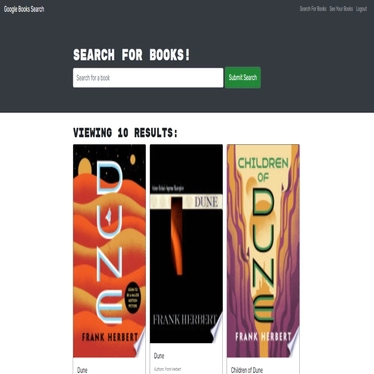 Google Books Search
Search For Books See Your Books Logout
SEARCH FOR BOOKS!
Search for a book
Submit Search
VIEWING 10 RESULTS:
DUNE
FRANK HERBERT
DUNE
FRANK HERBERT
CHILDREN OF
DUNE
FRANK HERBERT
Dune
Dune
Authors: Frank Herbert
Children of Dune